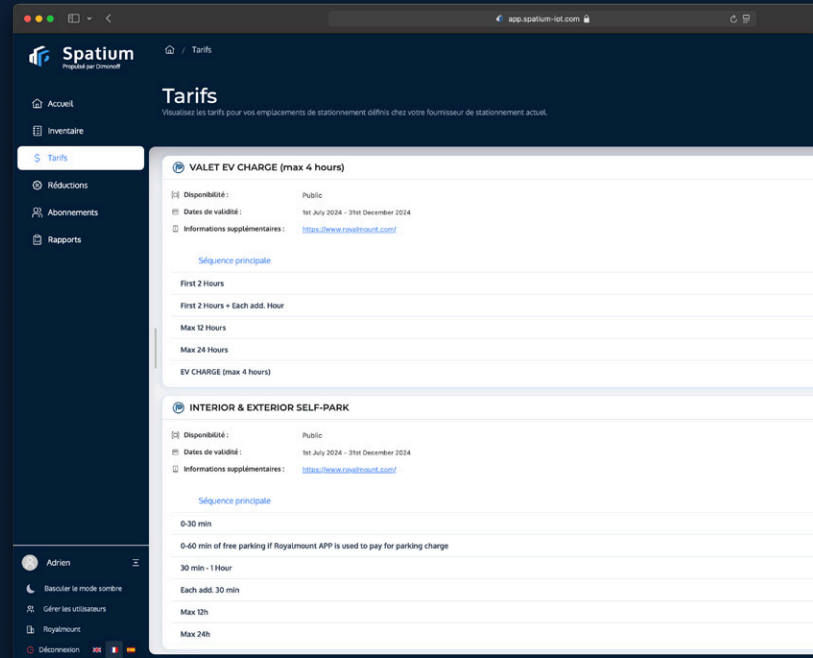 app.spatium-iot.com
Spatium
Propulsé par Dimonoff
/ Tarifs
Tarifs
Visualisez les tarifs pour vos emplacements de stationnement définis chez votre fournisseur de stationnement actuel.
Accueil
Inventaire
Tarifs
Réductions
Abonnements
Rapports
VALET EV CHARGE (max 4 hours)
Disponibilité : Public
Dates de validité : 1st July 2024 - 31st December 2024
Informations supplémentaires : https://www.royalmount.com/
Séquence principale
First 2 Hours
First 2 Hours + Each add. Hour
Max 12 Hours
Max 24 Hours
EV CHARGE (max 4 hours)
INTERIOR & EXTERIOR SELF-PARK
Disponibilité : Public
Dates de validité : 1st July 2024 - 31st December 2024
Informations supplémentaires : https://www.royalmount.com/
Séquence principale
0-30 min
0-60 min of free parking if Royalmount APP is used to pay for parking charge
30 min - 1 Hour
Each add. 30 min
Max 12h
Max 24h
Adrien
Basculer le mode sombre
Gérer les utilisateurs
Royalmount
Déconnexion